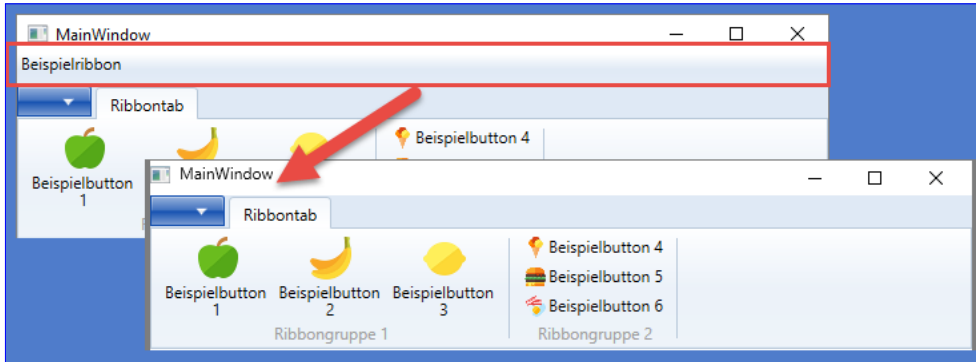 MainWindow
Beispielribbon
Ribbontab
Beispielbutton 4
Beispielbutton
1
MainWindow
Ribbontab
Beispielbutton
1
Beispielbutton
2
Beispielbutton
3
Beispielbutton 4
Beispielbutton 5
Beispielbutton 6
Ribbongruppe 1
Ribbongruppe 2